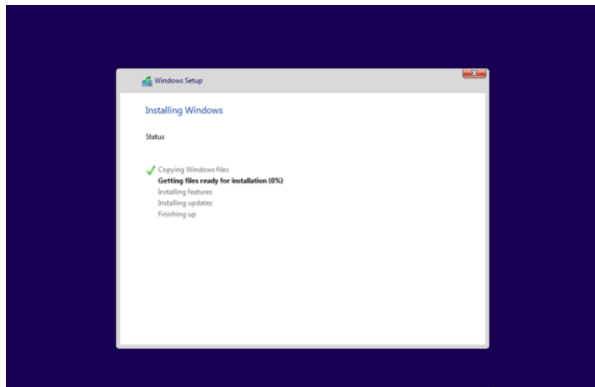 Windows Setup
Installing Windows
Status
Copying Windows files
Getting files ready for installation (0%)
Installing features
Installing updates
Finishing up